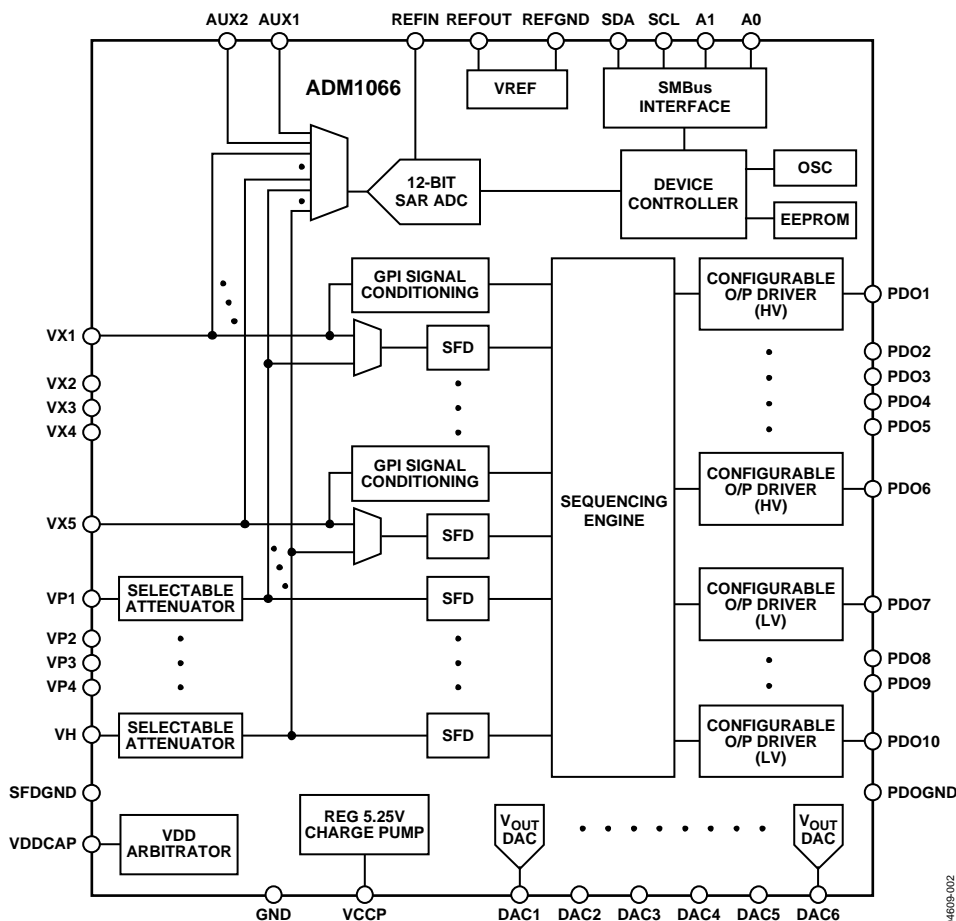 AUX2 AUX1 REFIN REFOUT REFGND SDA SCL A1 A0
ADM1066
VREF
SMBus
INTERFACE
12-BIT
SAR ADC
DEVICE
CONTROLLER
OSC
EEPROM
GPI SIGNAL
CONDITIONING
CONFIGURABLE
O/P DRIVER
(HV)
PDO1
VX1
SFD
PDO2
VX2
PDO3
VX3
PDO4
VX4
PDO5
GPI SIGNAL
CONDITIONING
SEQUENCING
ENGINE
CONFIGURABLE
O/P DRIVER
(HV)
PDO6
VX5
SFD
VP1
SELECTABLE
ATTENUATOR
SFD
CONFIGURABLE
O/P DRIVER
(LV)
PDO7
VP2
VP3
PDO8
VP4
PDO9
VH
SELECTABLE
ATTENUATOR
SFD
CONFIGURABLE
O/P DRIVER
(LV)
PDO10
SFDGND
PDOGND
VDDCAP
VDD
ARBITRATOR
REG 5.25V
CHARGE PUMP
VOUT
DAC
VOUT
DAC
GND VCCP DAC1 DAC2 DAC3 DAC4 DAC5 DAC6